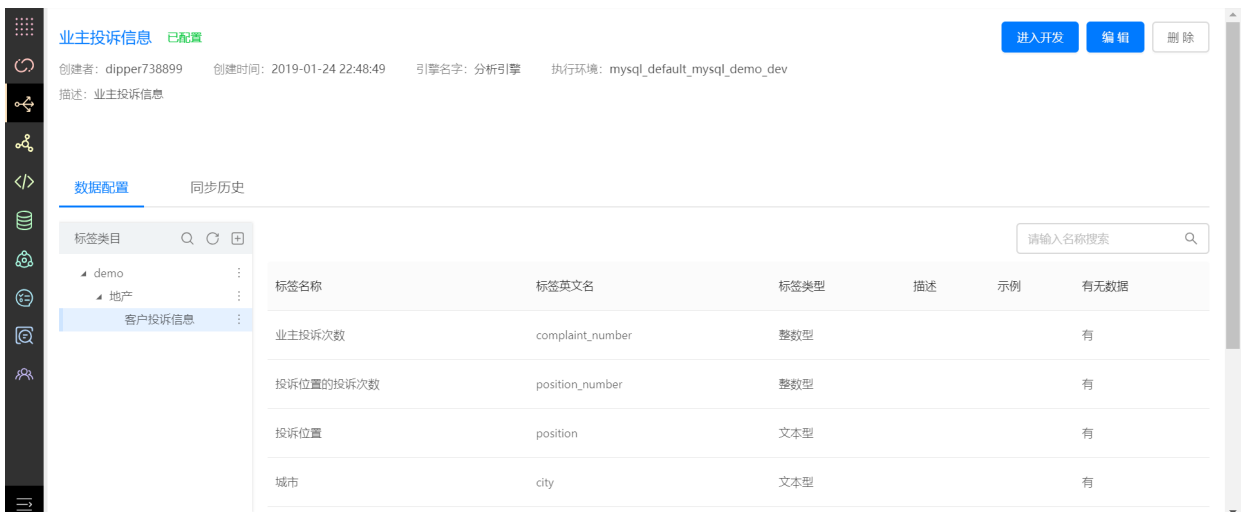 业主投诉信息 已配置 进入开发 编 辑 删 除
创建者：dipper738899 创建时间：2019-01-24 22:48:49 引擎名字：分析引擎 执行环境：mysql_default_mysql_demo_dev
描述：业主投诉信息
数据配置 同步历史
标签类目 请输入名称搜索
demo
地产
客户投诉信息
标签名称 标签英文名 标签类型 描述 示例 有无数据
业主投诉次数 complaint_number 整数型 有
投诉位置的投诉次数 position_number 整数型 有
投诉位置 position 文本型 有
城市 city 文本型 有